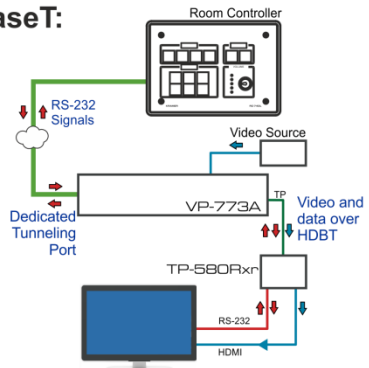 aseT:
Room Controller
RS-232
Signals
Video Source
VP-773A
TP
Dedicated
Tunneling
Port
Video and
data over
HDBT
TP-580Rxr
RS-232
HDMI